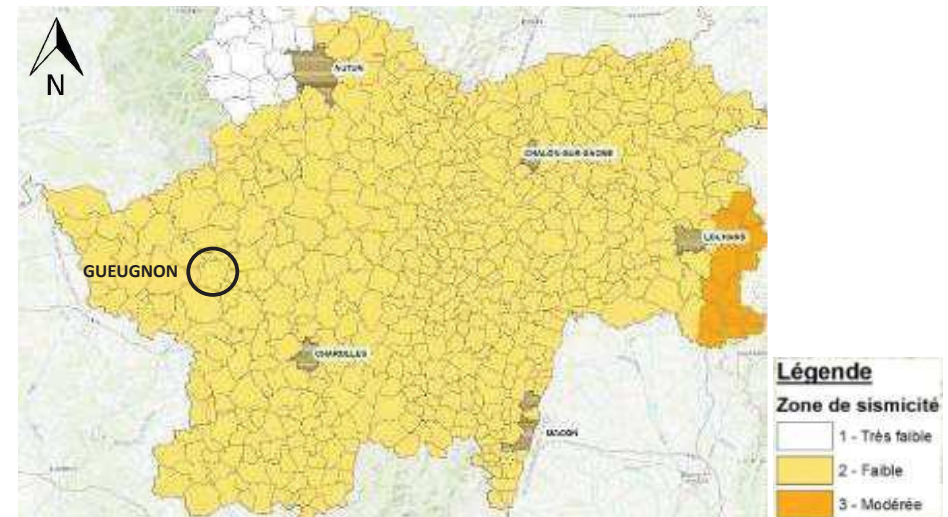 N
AUTUN
CHALON-SUR-SAONE
LOUHANS
GUEUGNON
CHAROLLES
MACON
Légende
Zone de sismicité
1 - Très faible
2 - Faible
3 - Modérée